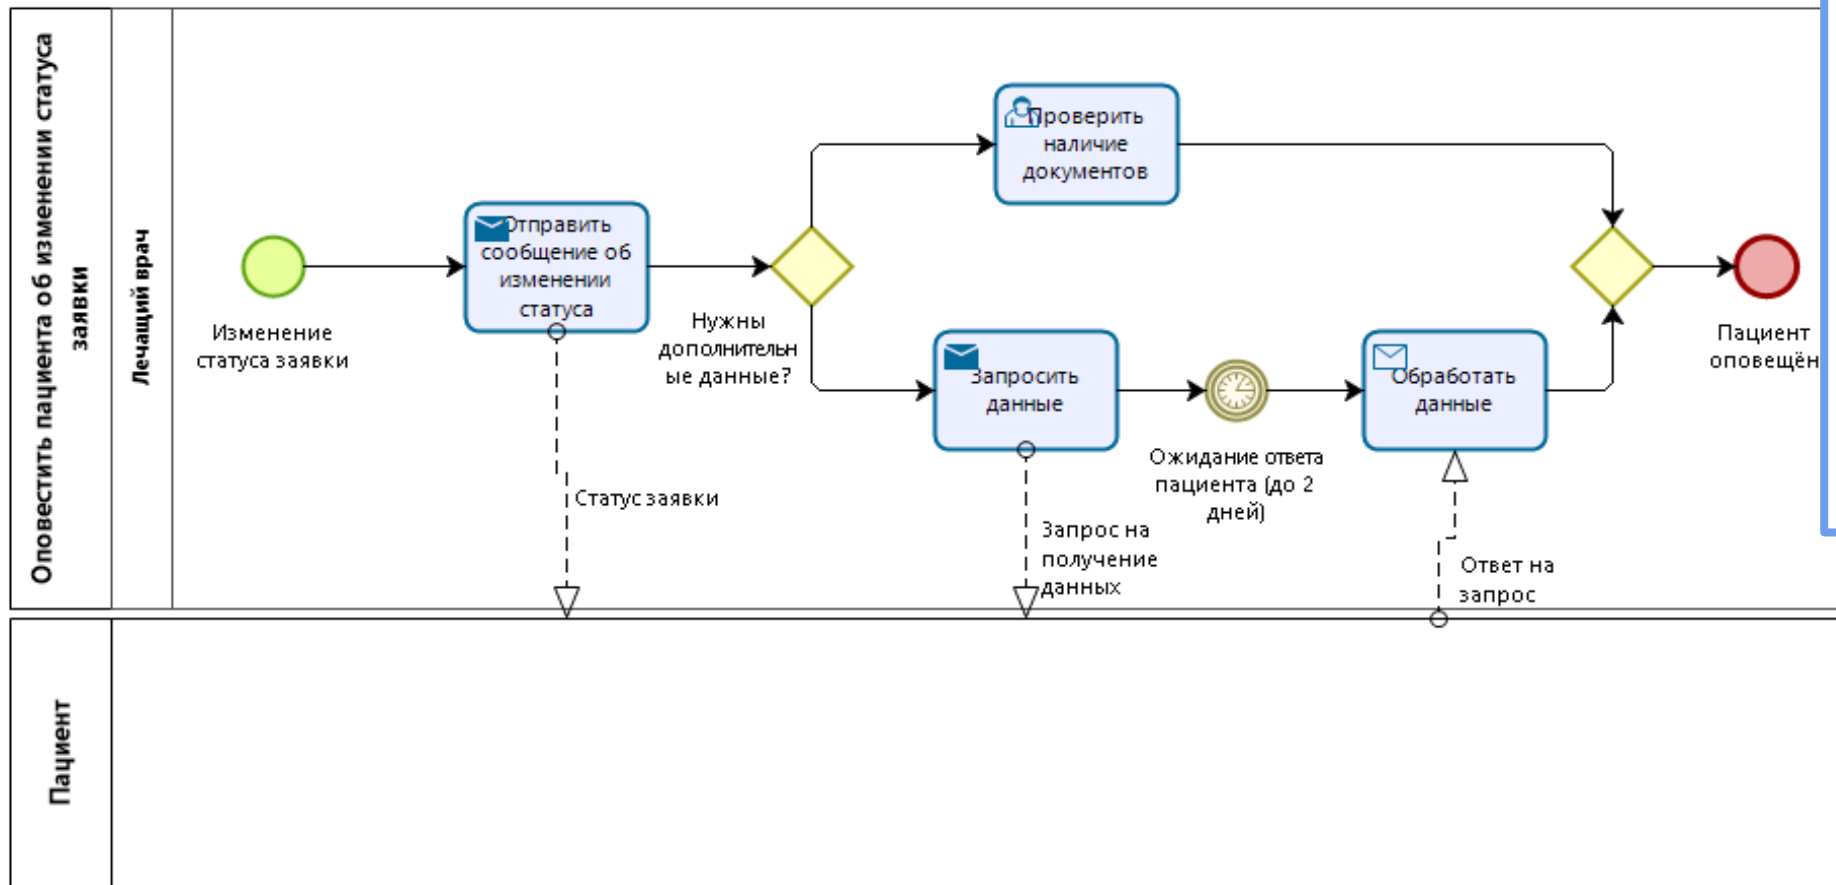 Оповестить пациента об изменении статуса
заявки
Лечащий врач
Изменение
статуса заявки
Отправить
сообщение об
изменении
статуса
Статус заявки
Нужны
дополнительн
ые данные?
Проверить
наличие
документов
Запросить
данные
Запрос на
получение
данных
Ожидание ответа
пациента (до 2
дней)
Обработать
данные
Ответ на
запрос
Пациент
оповещён
Пациент